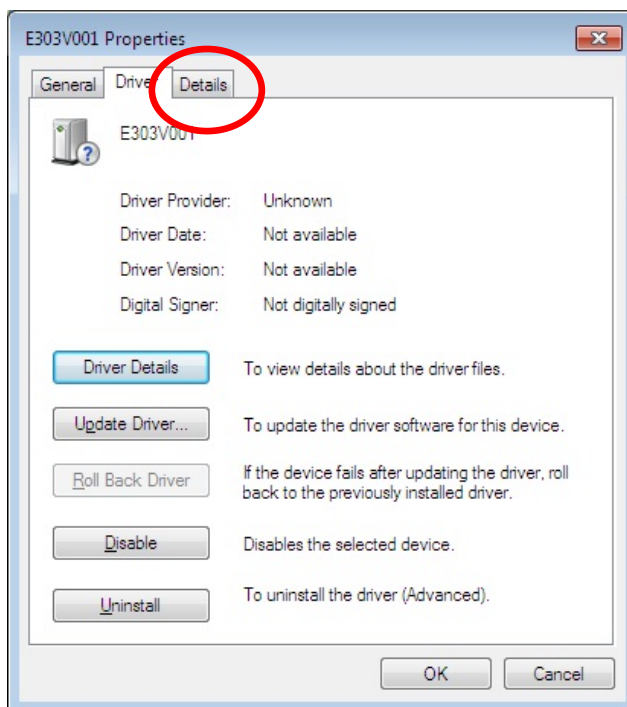 E303V001 Properties
General Driver Details
E303V001
Driver Provider: Unknown
Driver Date: Not available
Driver Version: Not available
Digital Signer: Not digitally signed
Driver Details To view details about the driver files.
Update Driver... To update the driver software for this device.
Roll Back Driver If the device fails after updating the driver, roll
back to the previously installed driver.
Disable Disables the selected device.
Uninstall To uninstall the driver (Advanced).
OK Cancel